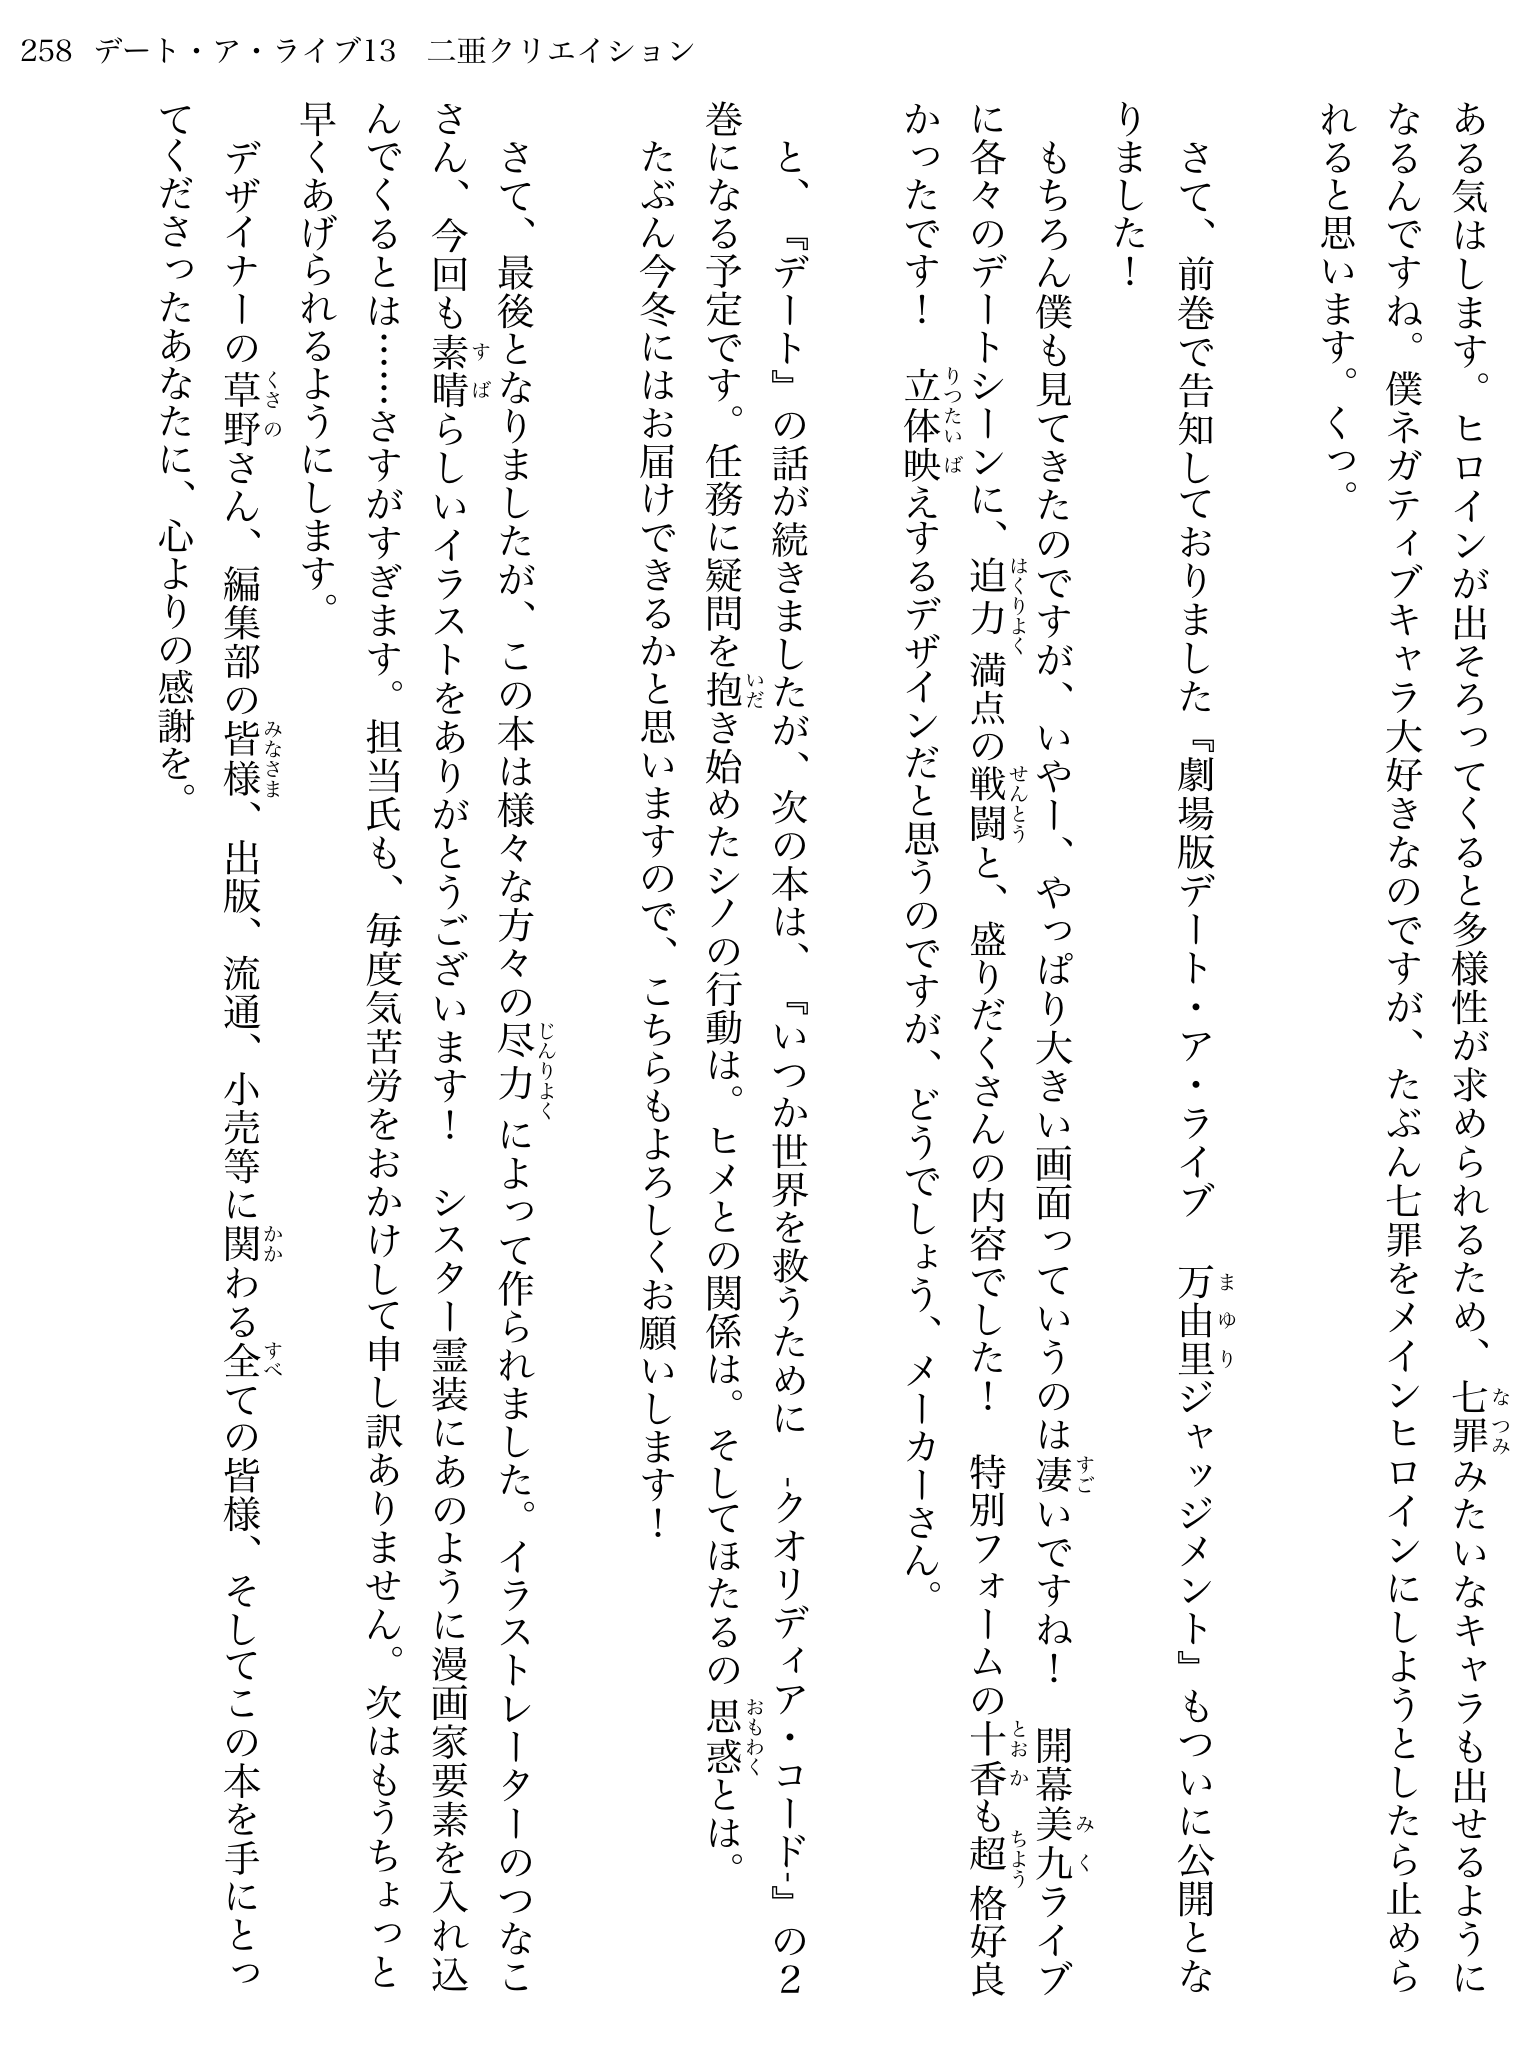 258 デート・ア・ライブ13　二亜クリエイション
ある気はします。ヒロインが出そろってくると多様性が求められるため、七罪みたいなキャラも出せるように
なるんですね。僕ネガティブキャラ大好きなのですが、たぶん七罪をメインヒロインにしようとしたら止めら
れると思います。くっ。
　さて、前巻で告知しておりました『劇場版デート・ア・ライブ　万由里ジャッジメント』もついに公開とな
りました！
　もちろん僕も見てきたのですが、いやー、やっぱり大きい画面っていうのは凄いですね！　開幕美九ライブ
に各々のデートシーンに、迫力満点の戦闘と、盛りだくさんの内容でした！　特別フォームの十香も超格好良
かったです！　立体映えするデザインだと思うのですが、どうでしょう、メーカーさん。
　と、『デート』の話が続きましたが、次の本は、『いつか世界を救うために　-クオリディア・コード-』の２
巻になる予定です。任務に疑問を抱き始めたシノの行動は。ヒメとの関係は。そしてほたるの思惑とは。
　たぶん今冬にはお届けできるかと思いますので、こちらもよろしくお願いします！
　さて、最後となりましたが、この本は様々な方々の尽力によって作られました。イラストレーターのつなこ
さん、今回も素晴らしいイラストをありがとうございます！　シスター霊装にあのように漫画家要素を入れ込
んでくるとは……さすがすぎます。担当氏も、毎度気苦労をおかけして申し訳ありません。次はもうちょっと
早くあげられるようにします。
　デザイナーの草野さん、編集部の皆様、出版、流通、小売等に関わる全ての皆様、そしてこの本を手にとっ
てくださったあなたに、心よりの感謝を。